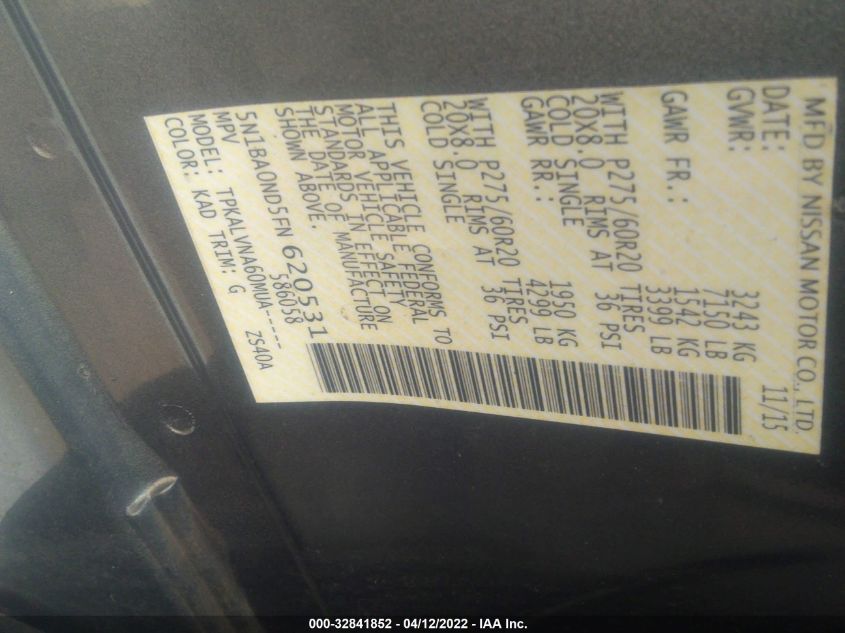 MFD BY NISSAN MOTOR CO., LTD.
DATE: 11/15
GVWR: 3243 KG
7150 LB
GAWR FR.: 1542 KG
3399 LB
WITH P275/60R20 TIRES
20X8.0 RIMS AT 36 PSI
COLD SINGLE
GAWR RR.: 1950 KG
4299 LB
WITH P275/60R20 TIRES
20X8.0 RIMS AT 36 PSI
COLD SINGLE
THIS VEHICLE CONFORMS TO
ALL APPLICABLE FEDERAL
MOTOR VEHICLE SAFETY
STANDARDS IN EFFECT ON
THE DATE OF MANUFACTURE
SHOWN ABOVE.
5N1BA0ND5FN 620531
MPV 586058
MODEL: TPKALVNA60MUA-----
COLOR: KAD TRIM: G ZS40A
000-32841852 - 04/12/2022 - IAA Inc.